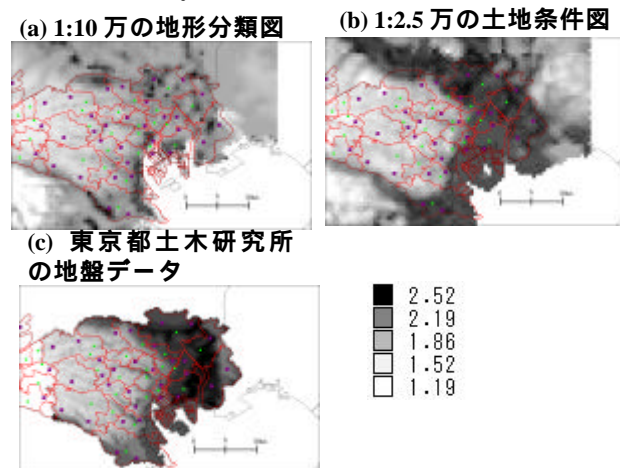 (a) 1:10 万の地形分類図
(b) 1:2.5 万の土地条件図
(c) 東京都土木研究所
の地盤データ
2.52
2.19
1.86
1.52
1.19